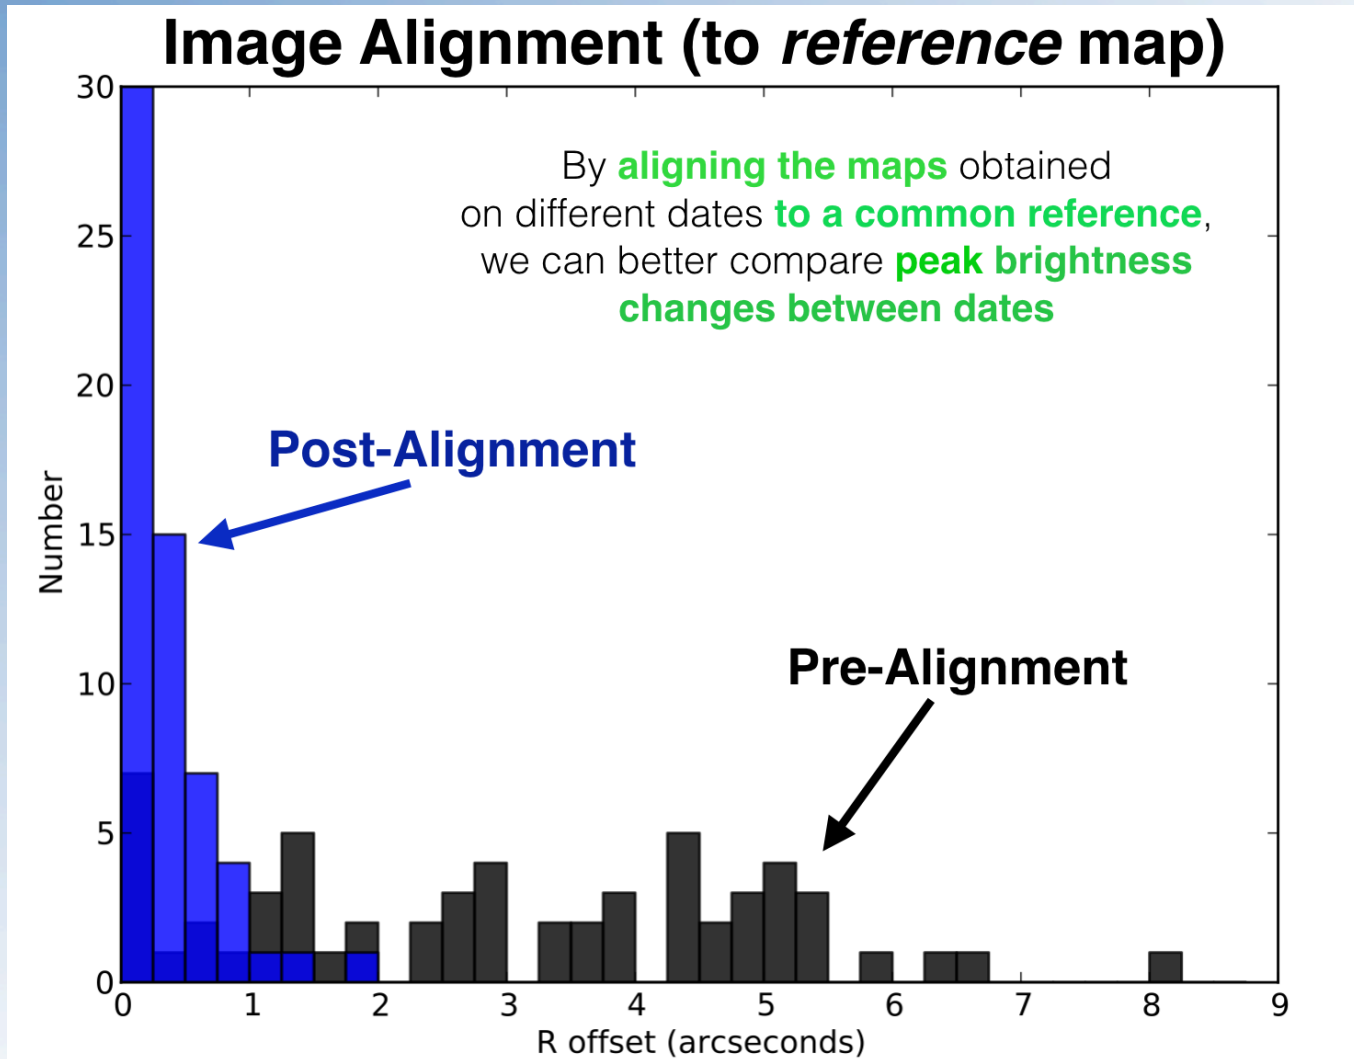 Image Alignment (to reference map)
By aligning the maps obtained
on different dates to a common reference,
we can better compare peak brightness
changes between dates
Post-Alignment
Pre-Alignment
Number
30
25
20
15
10
5
0
0 1 2 3 4 5 6 7 8 9
R offset (arcseconds)